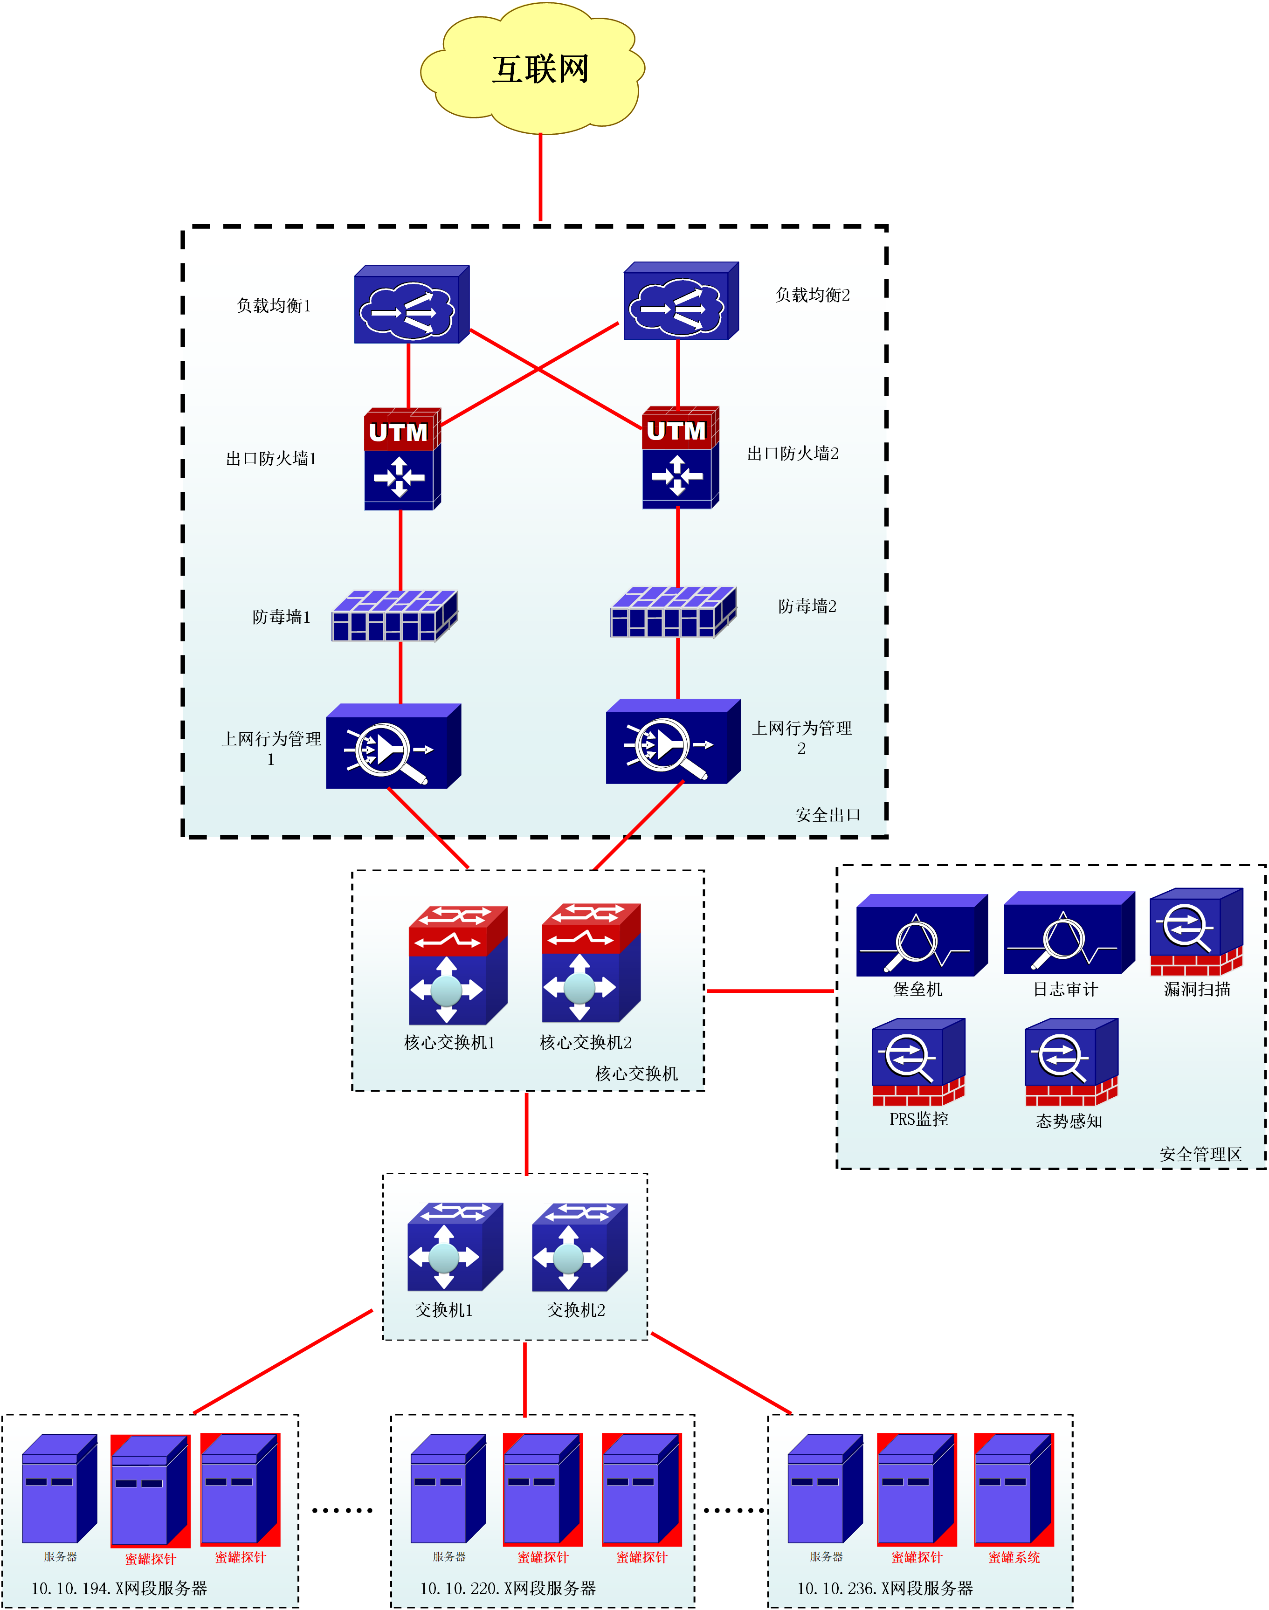 互联网
负载均衡1
负载均衡2
UTM
UTM
出口防火墙1
出口防火墙2
防毒墙1
防毒墙2
上网行为管理
1
上网行为管理
2
安全出口
核心交换机1
核心交换机2
核心交换机
堡垒机
日志审计
漏洞扫描
PRS监控
态势感知
安全管理区
交换机1
交换机2
服务器
蜜罐探针
蜜罐探针
10.10.194.X网段服务器
……
服务器
蜜罐探针
蜜罐探针
10.10.220.X网段服务器
……
服务器
蜜罐探针
蜜罐系统
10.10.236.X网段服务器